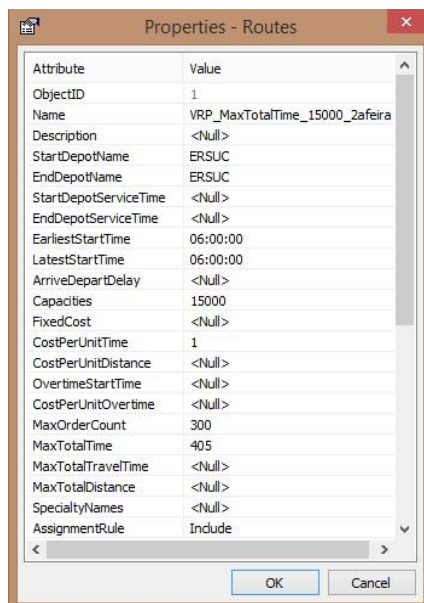 Properties - Routes
Attribute Value
ObjectID 1
Name VRP_MaxTotalTime_15000_2afeira
Description <Null>
StartDepotName ERSUC
EndDepotName ERSUC
StartDepotServiceTime <Null>
EndDepotServiceTime <Null>
EarliestStartTime 06:00:00
LatestStartTime 06:00:00
ArriveDepartDelay <Null>
Capacities 15000
FixedCost <Null>
CostPerUnitTime 1
CostPerUnitDistance <Null>
OvertimeStartTime <Null>
CostPerUnitOvertime <Null>
MaxOrderCount 300
MaxTotalTime 405
MaxTotalTravelTime <Null>
MaxTotalDistance <Null>
SpecialtyNames <Null>
AssignmentRule Include
OK Cancel